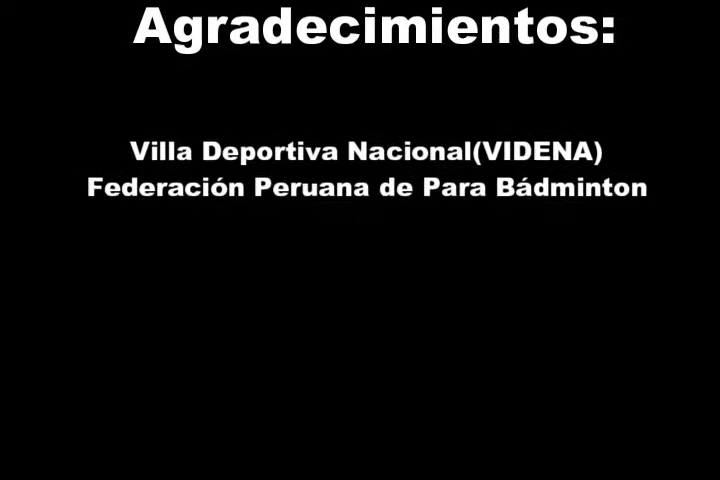 Agradecimientos:
Villa Deportiva Nacional(VIDENA)
Federación Peruana de Para Bádminton